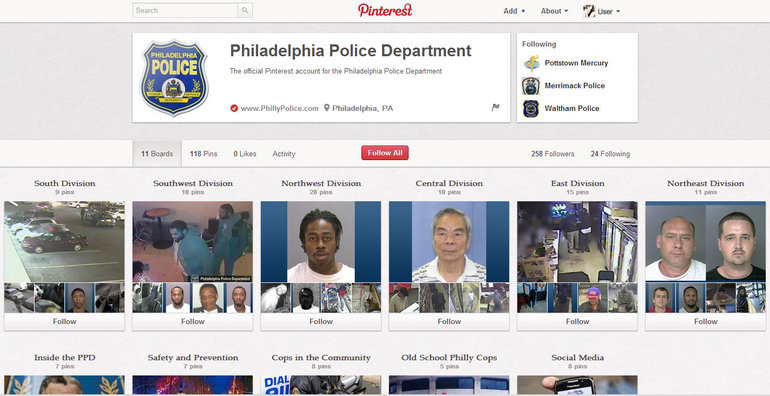 Search
Pinterest
Add +
About
User
PHILADELPHIA
POLICE
HONOR
INTEGRITY
Philadelphia Police Department
The official Pinterest account for the Philadelphia Police Department
www.PhillyPolice.com
Philadelphia, PA
Following
Pottstown Mercury
Merrimack Police
Waltham Police
11 Boards
118 Pins
0 Likes
Activity
Follow All
258 Followers
24 Following
South Division
9 pins
Southwest Division
10 pins
Northwest Division
28 pins
Central Division
10 pins
East Division
15 pins
Northeast Division
11 pins
Philadelphia Police Department
Follow
Follow
Follow
Follow
Follow
Follow
Inside the PPD
7 pins
Safety and Prevention
7 pins
Cops in the Community
8 pins
Old School Philly Cops
5 pins
Social Media
8 pins
DIAL